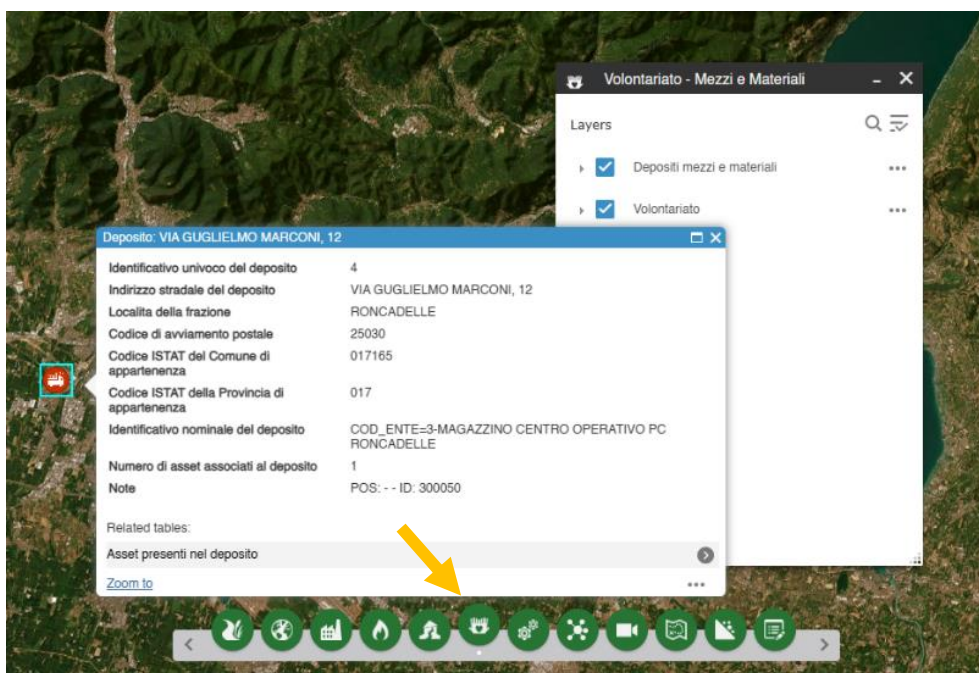 Volontariato - Mezzi e Materiali
Layers
Depositi mezzi e materiali
Volontariato
Deposito: VIA GUGLIELMO MARCONI, 12
Identificativo univoco del deposito 4
Indirizzo stradale del deposito VIA GUGLIELMO MARCONI, 12
Localita della frazione RONCADELLE
Codice di avviamento postale 25030
Codice ISTAT del Comune di 017165
appartenenza
Codice ISTAT della Provincia di 017
appartenenza
Identificativo nominale del deposito COD_ENTE=3-MAGAZZINO CENTRO OPERATIVO PC
RONCADELLE
Numero di asset associati al deposito 1
Note POS: - - ID: 300050
Related tables:
Asset presenti nel deposito
Zoom to